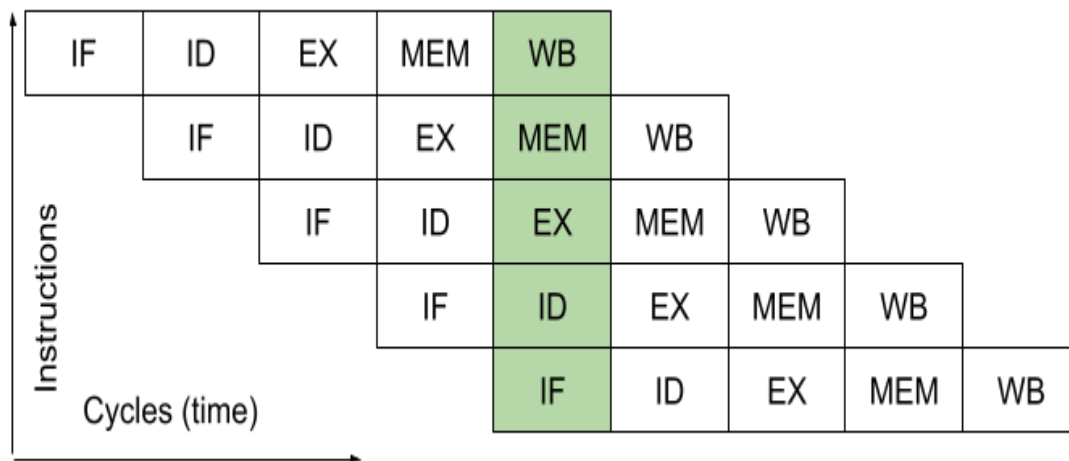 IF ID EX MEM WB
IF ID EX MEM WB
IF ID EX MEM WB
IF ID EX MEM WB
IF ID EX MEM WB
Instructions
Cycles (time)